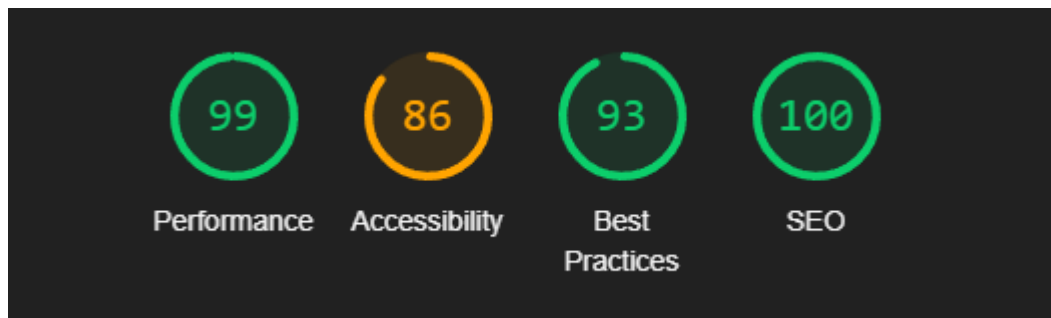 99
86
93
100
Performance
Accessibility
Best
Practices
SEO